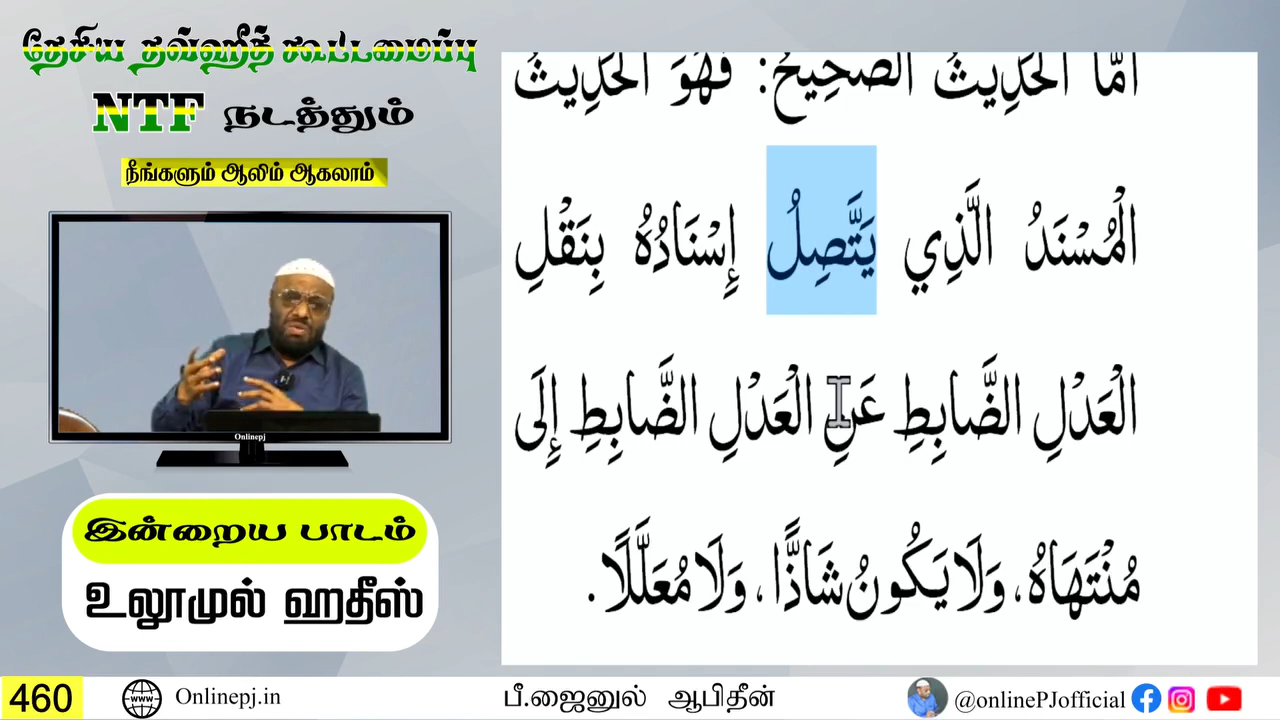 தேசிய தவ்ஹீத் கூட்டமைப்பு
NTF நடத்தும்
நீங்களும் ஆலிம் ஆகலாம்
Onlinepj
இன்றைய பாடம்
உலூமுல் ஹதீஸ்
أَمَّا الْحَدِيثُ الصَّحِيحُ: فَهُوَ الْحَدِيثُ
الْمُسْنَدُ الَّذِي يَتَّصِلُ إِسْنَادُهُ بِنَقْلِ
الْعَدْلِ الضَّابِطِ عَنِ الْعَدْلِ الضَّابِطِ إِلَى
مُنْتَهَاهُ، وَلَا يَكُونُ شَاذًّا، وَلَا مُعَلَّلًا.
460 www Onlinepj.in பீ.ஜைனுல் ஆபிதீன் @onlinePJofficial